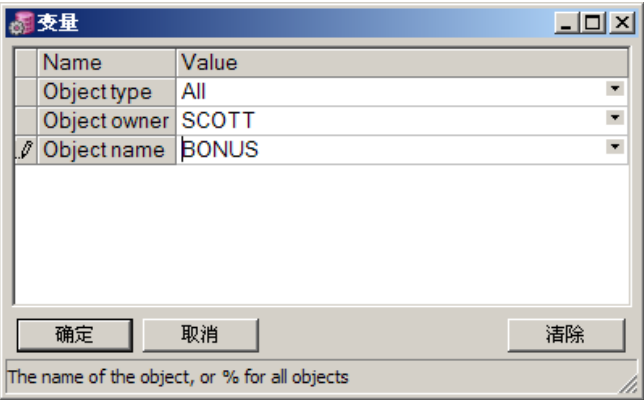 变量
Name Value
Object type All
Object owner SCOTT
Object name BONUS
确定 取消 清除
The name of the object, or % for all objects